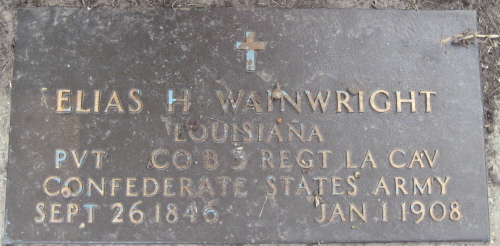 ELIAS H WAINWRIGHT
LOUISIANA
PVT CO B 3 REGT LA CAV
CONFEDERATE STATES ARMY
SEPT 26 1846 JAN 1 1908